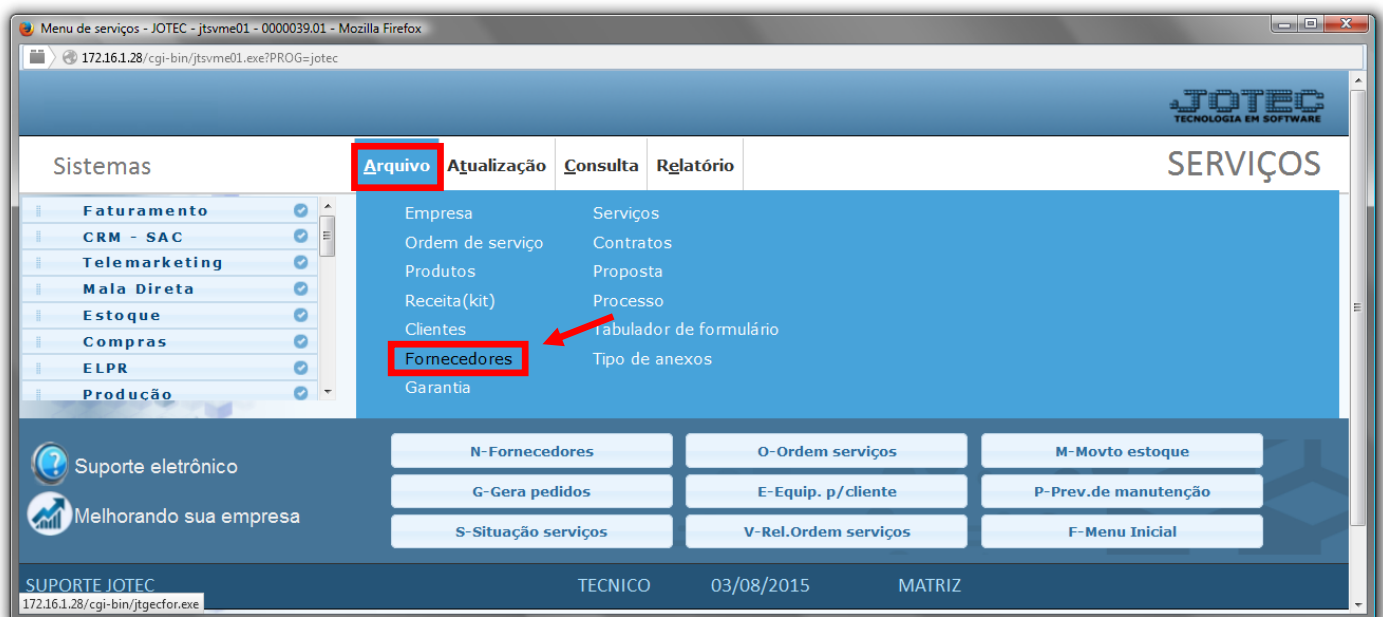 Menu de serviços - JOTEC - jtsvme01 - 0000039.01 - Mozilla Firefox
172.16.1.28/cgi-bin/jtsvme01.exe?PROG=jotec
JOTEC
TECNOLOGIA EM SOFTWARE
Sistemas
Arquivo Atualização Consulta Relatório
SERVIÇOS
Faturamento
CRM - SAC
Telemarketing
Mala Direta
Estoque
Compras
ELPR
Produção
Empresa
Ordem de serviço
Produtos
Receita(kit)
Clientes
Fornecedores
Garantia
Serviços
Contratos
Proposta
Processo
Tabulador de formulário
Tipo de anexos
Suporte eletrônico
Melhorando sua empresa
N-Fornecedores O-Ordem serviços M-Movto estoque
G-Gera pedidos E-Equip. p/cliente P-Prev.de manutenção
S-Situação serviços V-Rel.Ordem serviços F-Menu Inicial
SUPORTE JOTEC TECNICO 03/08/2015 MATRIZ
172.16.1.28/cgi-bin/jtgecfor.exe